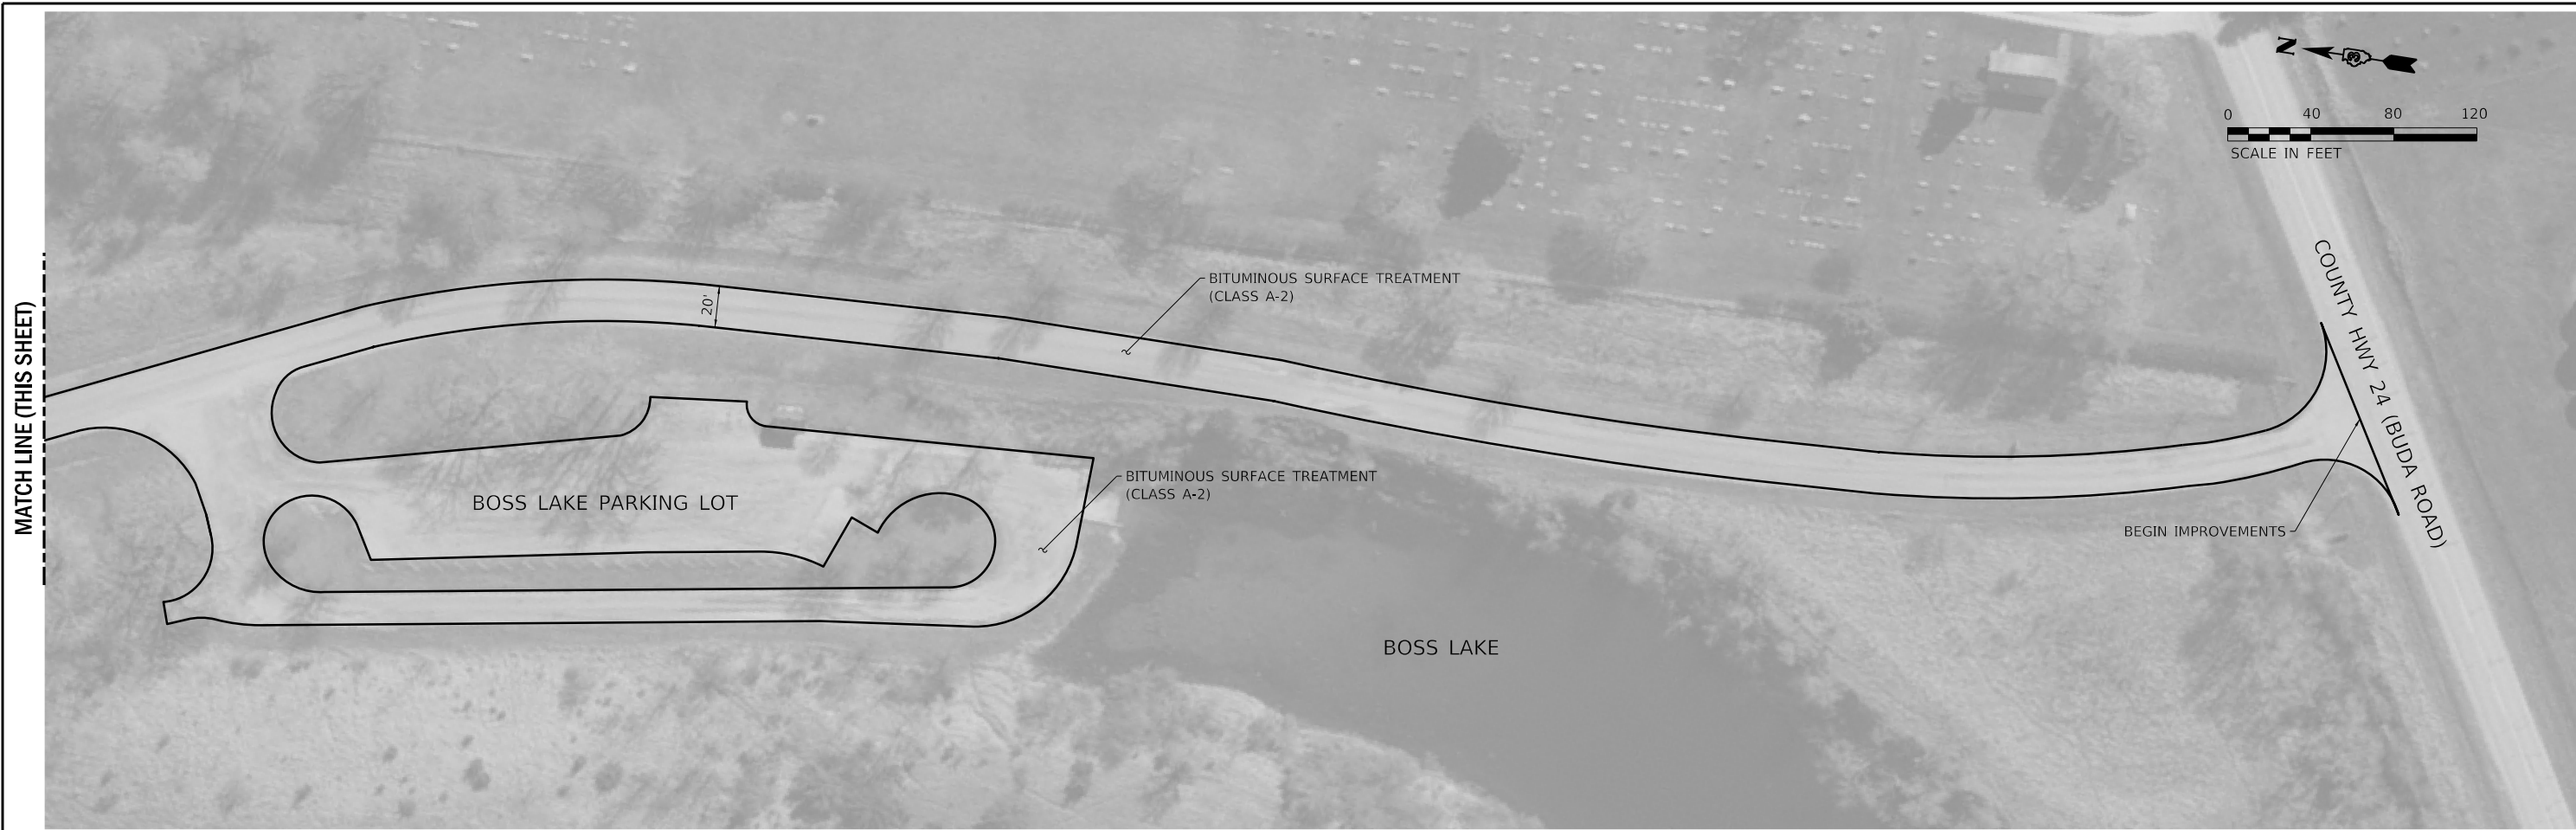 N
0 40 80 120
SCALE IN FEET
COUNTY HWY 24 (BUDA ROAD)
MATCH LINE (THIS SHEET)
20'
BITUMINOUS SURFACE TREATMENT
(CLASS A-2)
BITUMINOUS SURFACE TREATMENT
(CLASS A-2)
BOSS LAKE PARKING LOT
BEGIN IMPROVEMENTS
BOSS LAKE